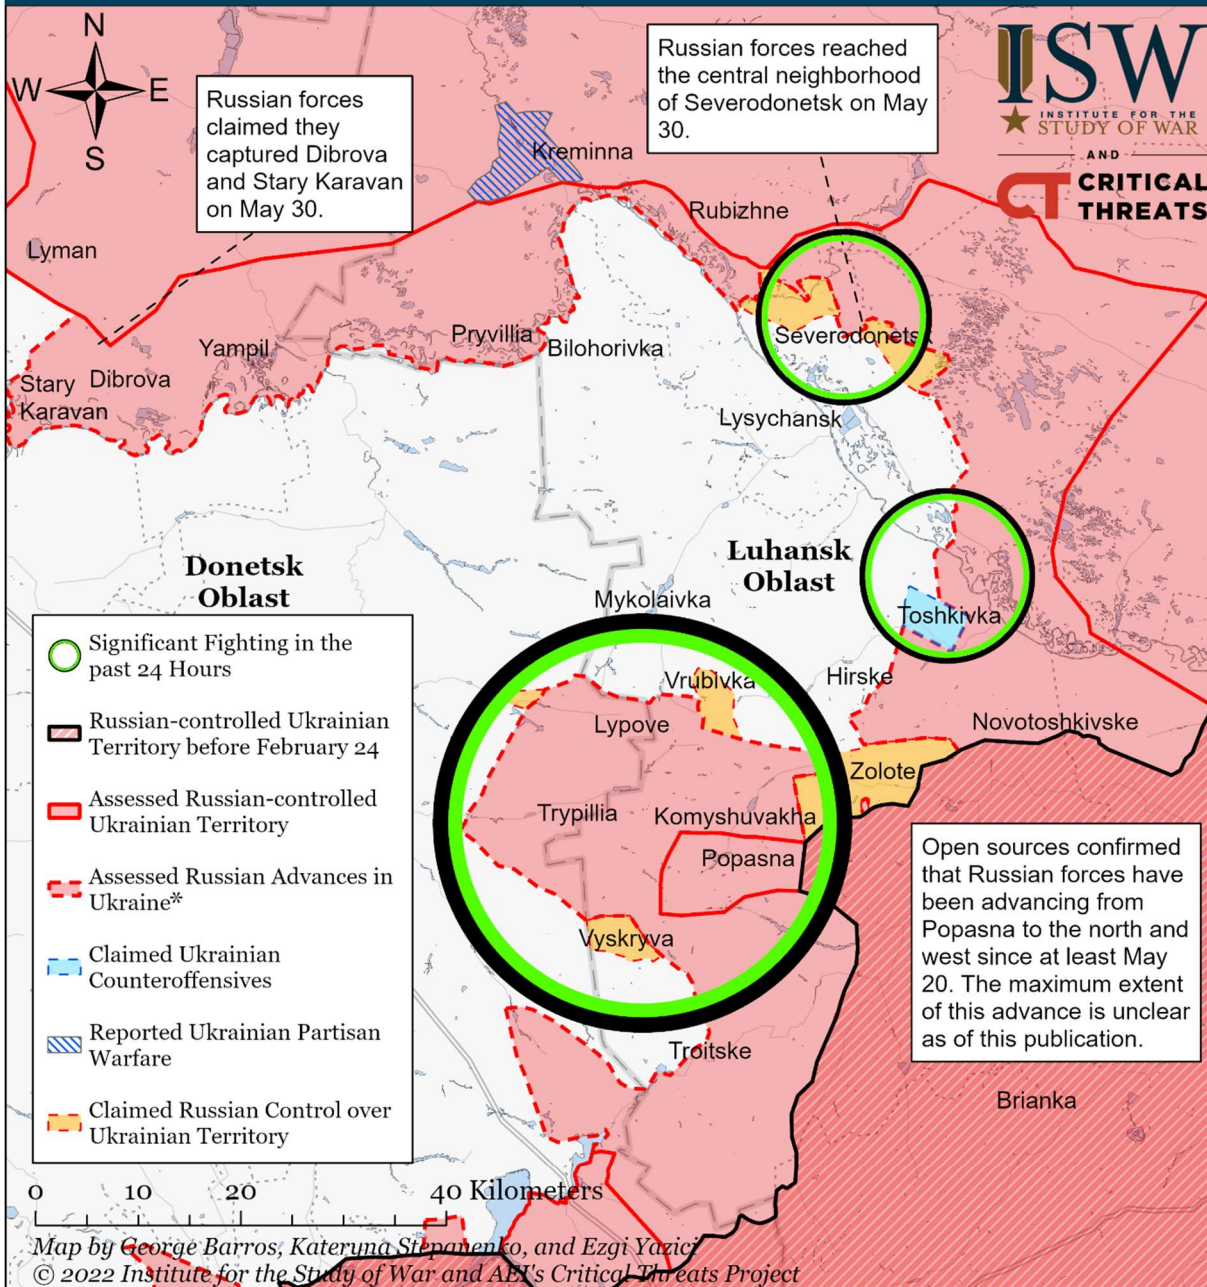 N
W
E
S
Russian forces
claimed they
captured Dibrova
and Stary Karavan
on May 30.
Russian forces reached
the central neighborhood
of Severodonetsk on May
30.
ISW
INSTITUTE FOR THE
STUDY OF WAR
AND
CT CRITICAL
THREATS
Kreminna
Rubizhne
Lyman
Severodonetsk
Pryvillia
Bilohorivka
Yampil
Stary
Karavan
Dibrova
Lysychansk
Donetsk
Oblast
Luhansk
Oblast
Mykolaivka
Toshkivka
Vrubivka
Hirske
Lypove
Novotoshkivske
Zolote
Trypillia
Komyshuvakha
Popasna
Vyskryva
Troitske
Brianka
Significant Fighting in the
past 24 Hours
Russian-controlled Ukrainian
Territory before February 24
Assessed Russian-controlled
Ukrainian Territory
Assessed Russian Advances in
Ukraine*
Claimed Ukrainian
Counteroffensives
Reported Ukrainian Partisan
Warfare
Claimed Russian Control over
Ukrainian Territory
Open sources confirmed
that Russian forces have
been advancing from
Popasna to the north and
west since at least May
20. The maximum extent
of this advance is unclear
as of this publication.
0 10 20 40 Kilometers
Map by George Barros, Kateryna Stepanenko, and Ezgi Yazici
© 2022 Institute for the Study of War and AEI's Critical Threats Project